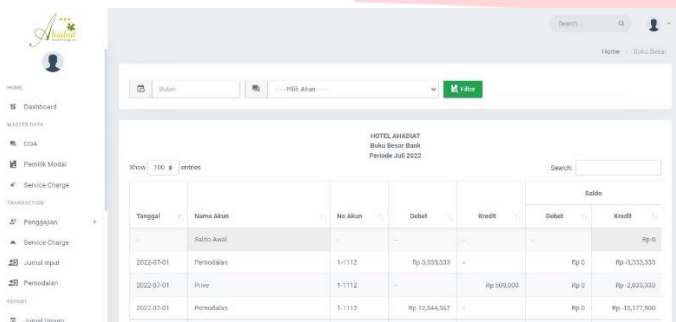 Ahadiat
Search...
Home - Buku Besar
HOME
Dashboard
MASTER DATA
COA
Pemilik Modal
Service Charge
TRANSACTION
Penggajian
Service Charge
Jurnal Input
Pemodalan
REPORT
Jurnal Umum
Bulan
--- Pilih Akun ---
Filter
HOTEL AHADIAT
Buku Besar Bank
Periode Juli 2022
Show 100 entries
Search:
Saldo
Tanggal Nama Akun No Akun Debet Kredit Debet Kredit
- Saldo Awal - - - - Rp 0
2022-07-01 Pemodalan 1-1112 Rp 3,333,333 - Rp 0 Rp -3,333,333
2022-07-01 Prive 1-1112 - Rp 500,000 Rp 0 Rp -2,833,333
2022-07-01 Pemodalan 1-1112 Rp 12,344,567 - Rp 0 Rp -15,177,900